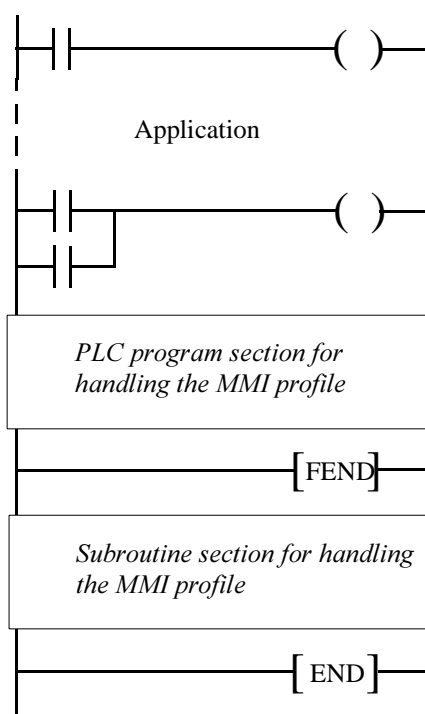 Application
PLC program section for
handling the MMI profile
[FEND]
Subroutine section for handling
the MMI profile
[ END ]